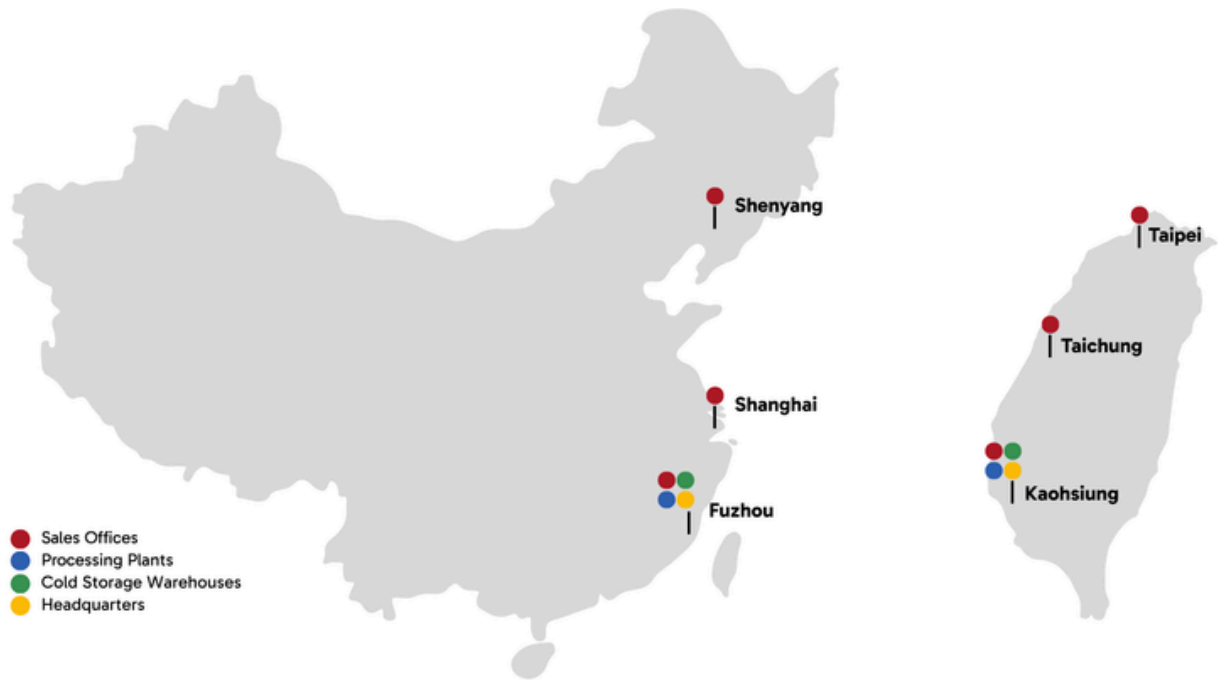 Shenyang
Taipei
Taichung
Shanghai
Kaohsiung
Fuzhou
Sales Offices
Processing Plants
Cold Storage Warehouses
Headquarters